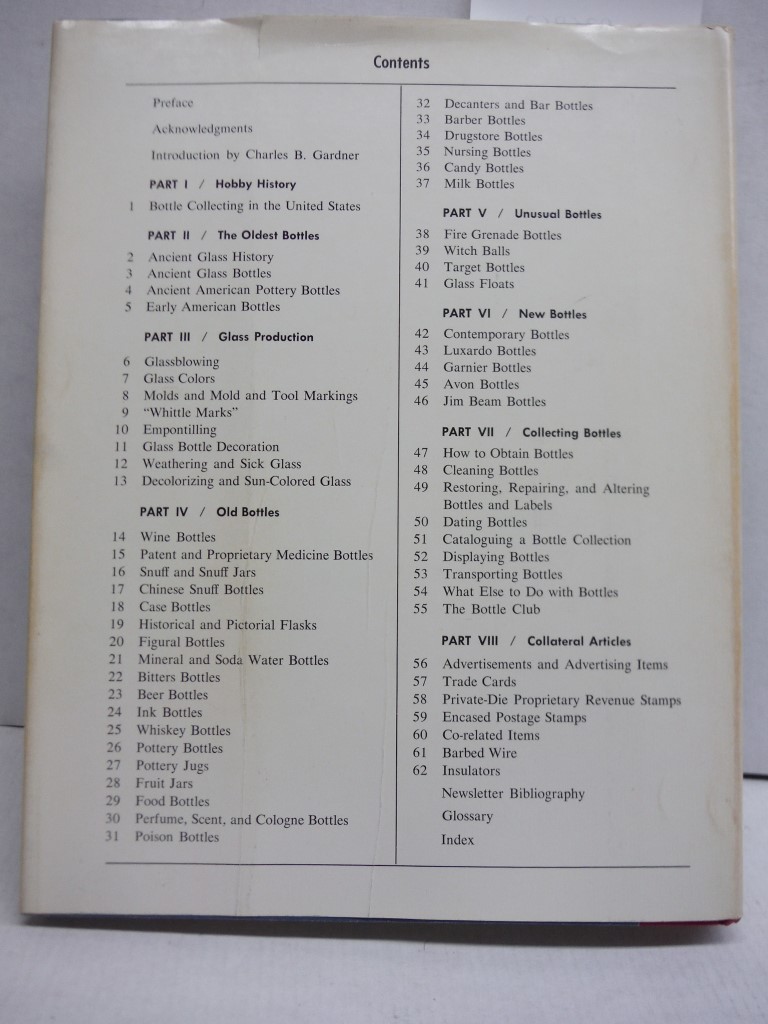 Contents
Preface
Acknowledgments
Introduction by Charles B. Gardner
PART I / Hobby History
1 Bottle Collecting in the United States
PART II / The Oldest Bottles
2 Ancient Glass History
3 Ancient Glass Bottles
4 Ancient American Pottery Bottles
5 Early American Bottles
PART III / Glass Production
6 Glassblowing
7 Glass Colors
8 Molds and Mold and Tool Markings
9 “Whittle Marks”
10 Empontilling
11 Glass Bottle Decoration
12 Weathering and Sick Glass
13 Decolorizing and Sun-Colored Glass
PART IV / Old Bottles
14 Wine Bottles
15 Patent and Proprietary Medicine Bottles
16 Snuff and Snuff Jars
17 Chinese Snuff Bottles
18 Case Bottles
19 Historical and Pictorial Flasks
20 Figural Bottles
21 Mineral and Soda Water Bottles
22 Bitters Bottles
23 Beer Bottles
24 Ink Bottles
25 Whiskey Bottles
26 Pottery Bottles
27 Pottery Jugs
28 Fruit Jars
29 Food Bottles
30 Perfume, Scent, and Cologne Bottles
31 Poison Bottles
32 Decanters and Bar Bottles
33 Barber Bottles
34 Drugstore Bottles
35 Nursing Bottles
36 Candy Bottles
37 Milk Bottles
PART V / Unusual Bottles
38 Fire Grenade Bottles
39 Witch Balls
40 Target Bottles
41 Glass Floats
PART VI / New Bottles
42 Contemporary Bottles
43 Luxardo Bottles
44 Garnier Bottles
45 Avon Bottles
46 Jim Beam Bottles
PART VII / Collecting Bottles
47 How to Obtain Bottles
48 Cleaning Bottles
49 Restoring, Repairing, and Altering
Bottles and Labels
50 Dating Bottles
51 Cataloguing a Bottle Collection
52 Displaying Bottles
53 Transporting Bottles
54 What Else to Do with Bottles
55 The Bottle Club
PART VIII / Collateral Articles
56 Advertisements and Advertising Items
57 Trade Cards
58 Private-Die Proprietary Revenue Stamps
59 Encased Postage Stamps
60 Co-related Items
61 Barbed Wire
62 Insulators
Newsletter Bibliography
Glossary
Index